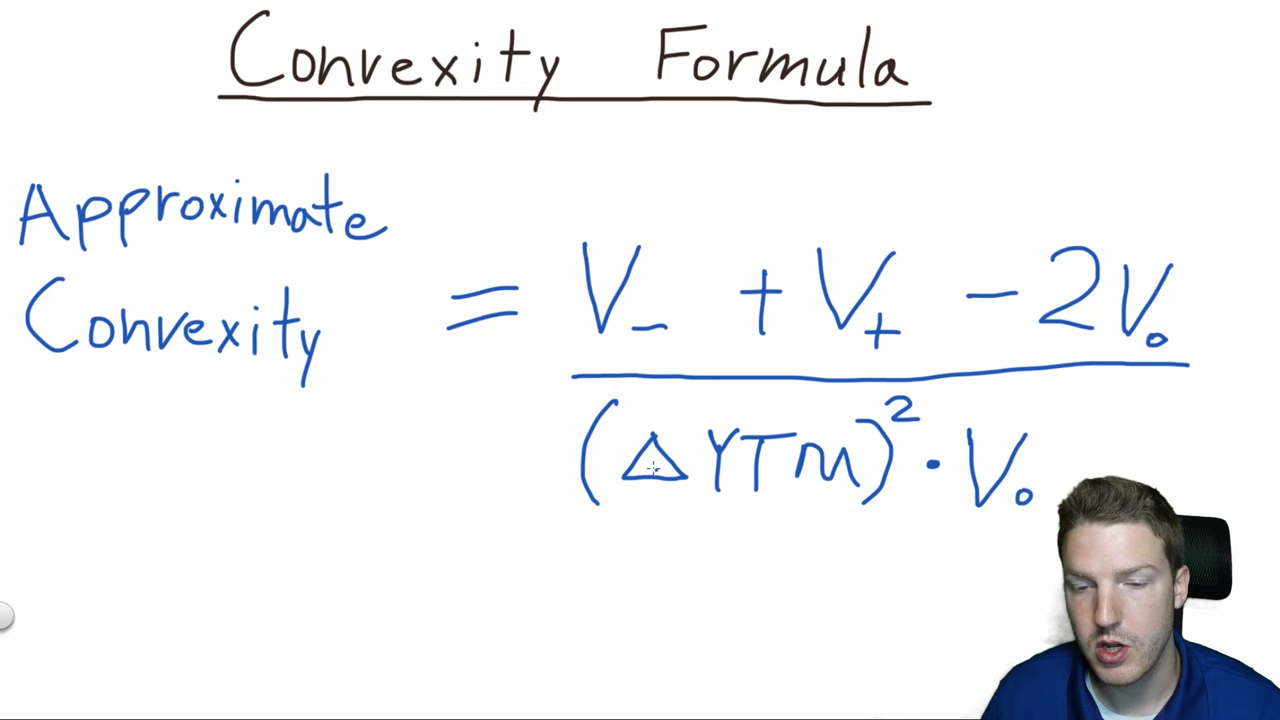 Convexity Formula
Approximate
Convexity = V₋ + V₊ - 2V₀
(ΔYTM)² · V₀